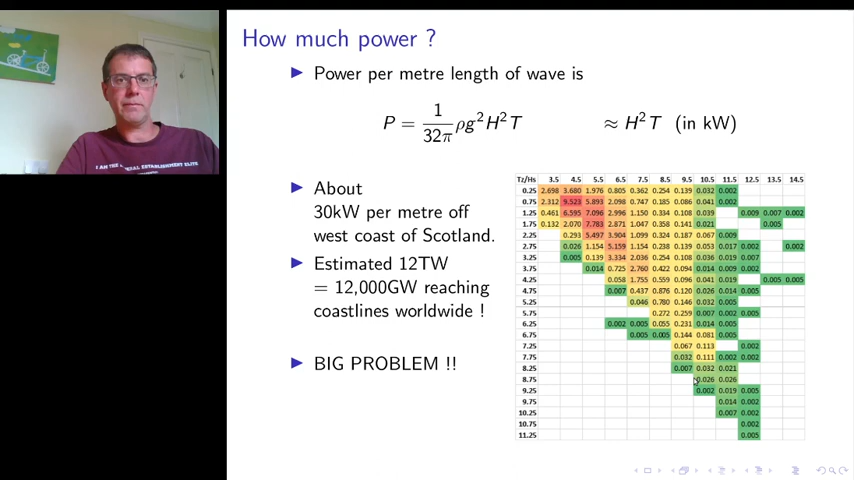 How much power ?
▶ Power per metre length of wave is
P = 1/32π ρg²H²T ≈ H²T (in kW)
▶ About
30kW per metre off
west coast of Scotland.
▶ Estimated 12TW
= 12,000GW reaching
coastlines worldwide !
▶ BIG PROBLEM !!
I AM THE LIBERAL ESTABLISHMENT ELITE
Tz/Hs 3.5 4.5 5.5 6.5 7.5 8.5 9.5 10.5 11.5 12.5 13.5 14.5
0.25 2.698 3.680 1.976 0.805 0.362 0.254 0.139 0.032 0.002
0.75 2.312 9.523 5.893 2.098 0.747 0.185 0.086 0.041 0.002
1.25 0.461 6.595 7.096 2.996 1.150 0.334 0.108 0.039 0.009 0.007 0.002
1.75 0.132 2.070 7.783 2.871 1.047 0.358 0.141 0.021 0.005
2.25 0.293 5.497 3.904 1.099 0.324 0.187 0.067 0.009
2.75 0.026 1.154 5.159 1.154 0.238 0.139 0.053 0.017 0.002 0.002
3.25 0.005 0.139 3.334 2.036 0.254 0.108 0.036 0.019 0.007
3.75 0.014 0.725 2.760 0.422 0.094 0.014 0.009 0.002
4.25 0.058 1.755 0.559 0.096 0.041 0.019 0.005 0.005
4.75 0.007 0.437 0.876 0.120 0.026 0.014 0.005
5.25 0.046 0.780 0.146 0.032 0.005
5.75 0.272 0.259 0.007 0.002 0.005
6.25 0.002 0.005 0.055 0.231 0.014 0.005
6.75 0.005 0.005 0.144 0.081 0.005
7.25 0.067 0.113 0.002
7.75 0.032 0.111 0.002 0.002
8.25 0.007 0.032 0.021
8.75 0.026 0.026
9.25 0.002 0.019 0.005
9.75 0.014 0.002
10.25 0.007 0.002
10.75 0.002
11.25 0.005